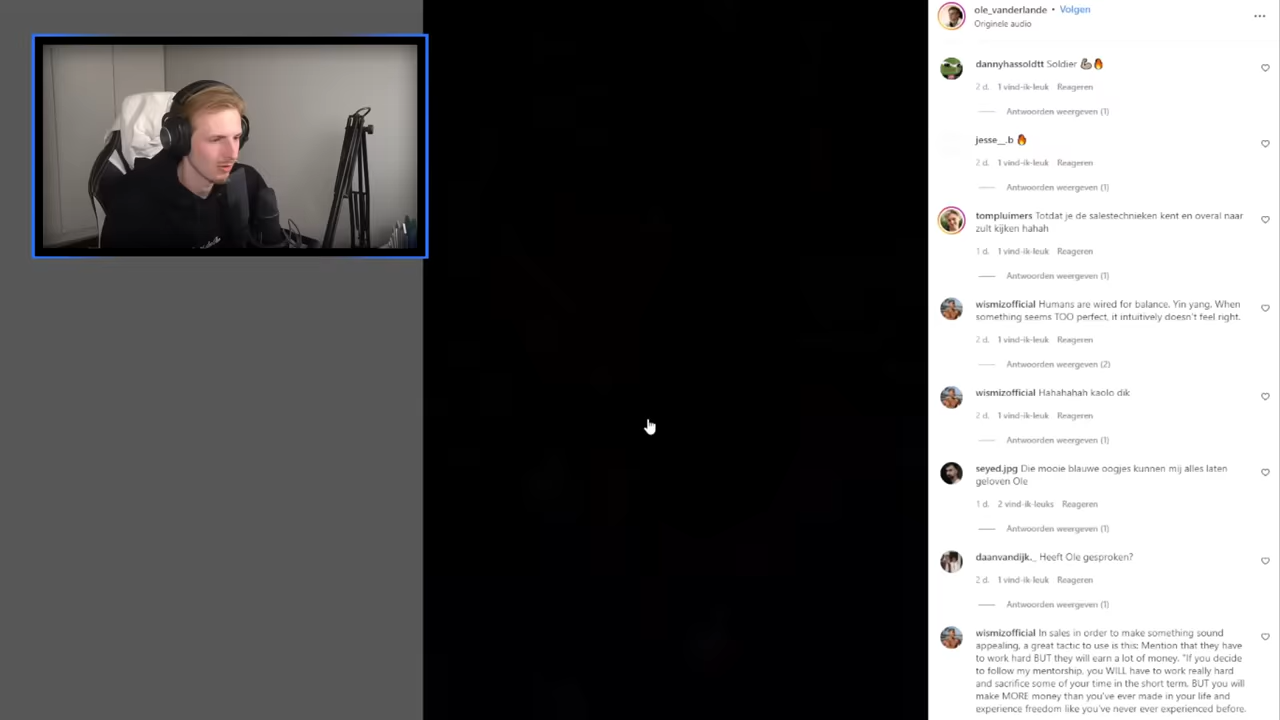 ole_vanderlande • Volgen
Originele audio
dannyhassoldtt Soldier 🦾🔥
2 d. 1 vind-ik-leuk Reageren
Antwoorden weergeven (1)
jesse__.b 🔥
2 d. 1 vind-ik-leuk Reageren
Antwoorden weergeven (1)
tompluimers Totdat je de salestechnieken kent en overal naar
zult kijken hahah
1 d. 1 vind-ik-leuk Reageren
Antwoorden weergeven (1)
wismizofficial Humans are wired for balance. Yin yang. When
something seems TOO perfect, it intuitively doesn't feel right.
2 d. 1 vind-ik-leuk Reageren
Antwoorden weergeven (2)
wismizofficial Hahahahah kaolo dik
2 d. 1 vind-ik-leuk Reageren
Antwoorden weergeven (1)
seyed.jpg Die mooie blauwe oogjes kunnen mij alles laten
geloven Ole
1 d. 2 vind-ik-leuks Reageren
Antwoorden weergeven (1)
daanvandijk._ Heeft Ole gesproken?
2 d. 1 vind-ik-leuk Reageren
Antwoorden weergeven (1)
wismizofficial In sales in order to make something sound
appealing, a great tactic to use is this: Mention that they have
to work hard BUT they will earn a lot of money. "If you decide
to follow my mentorship, you WILL have to work really hard
and sacrifice some of your time in the short term, BUT you will
make MORE money than you've ever made in your life and
experience freedom like you've never ever experienced before.